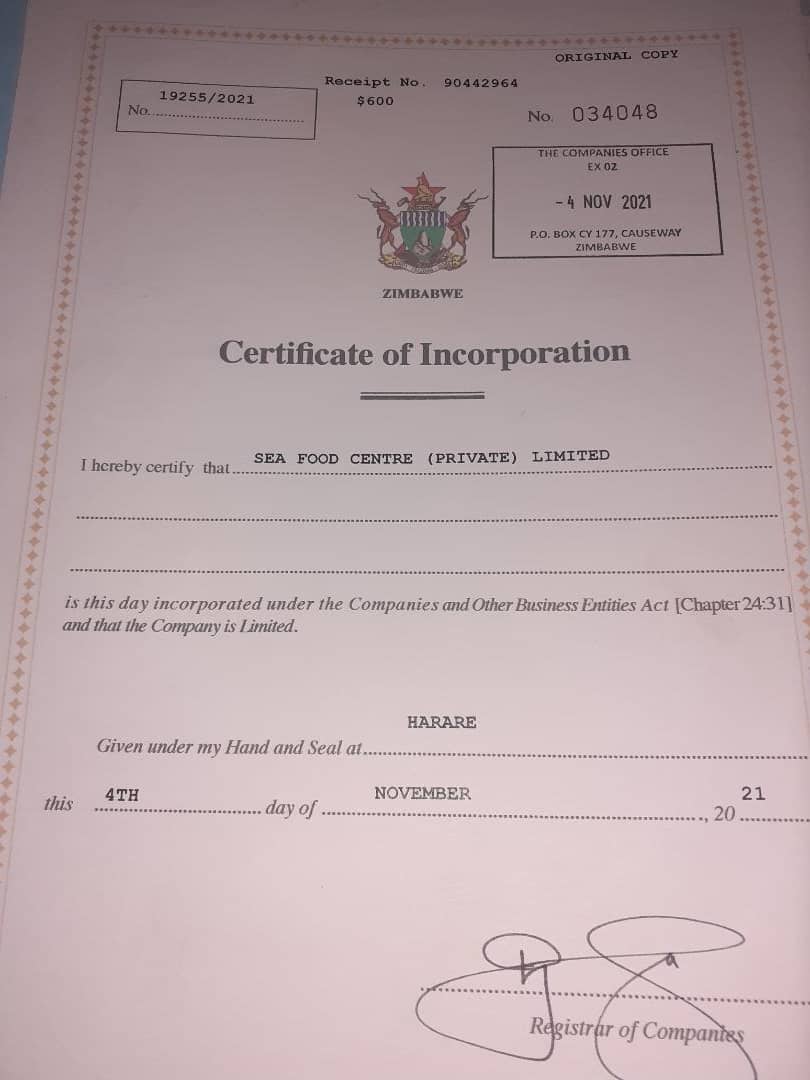 ORIGINAL COPY
Receipt No. 90442964
$600
19255/2021
No.
No. 034048
THE COMPANIES OFFICE
EX 02
- 4 NOV 2021
P.O. BOX CY 177, CAUSEWAY
ZIMBABWE
ZIMBABWE
Certificate of Incorporation
I hereby certify that SEA FOOD CENTRE (PRIVATE) LIMITED
is this day incorporated under the Companies and Other Business Entities Act [Chapter 24:31]
and that the Company is Limited.
HARARE
Given under my Hand and Seal at
this 4TH day of NOVEMBER, 20 21
Registrar of Companies